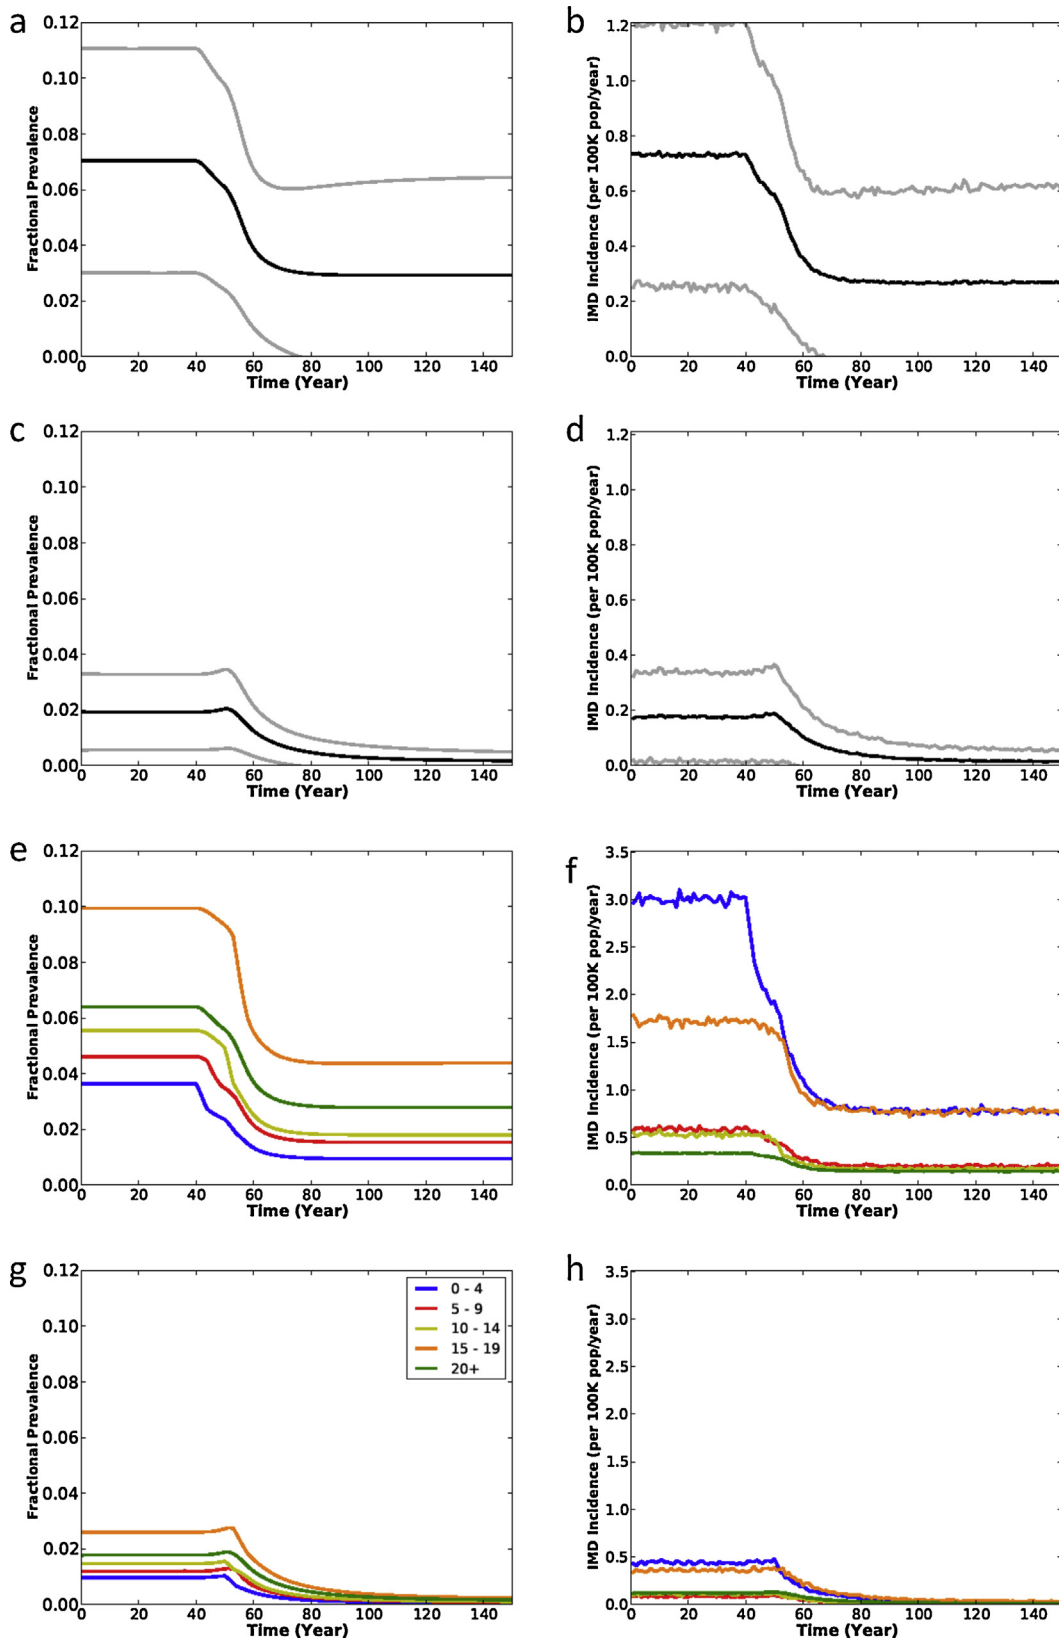 a
0.12
0.10
0.08
0.06
0.04
0.02
0.00
Fractional Prevalence
0 20 40 60 80 100 120 140
Time (Year)
b
1.2
1.0
0.8
0.6
0.4
0.2
0.0
IMD Incidence (per 100K pop/year)
0 20 40 60 80 100 120 140
Time (Year)
c
0.12
0.10
0.08
0.06
0.04
0.02
0.00
Fractional Prevalence
0 20 40 60 80 100 120 140
Time (Year)
d
1.2
1.0
0.8
0.6
0.4
0.2
0.0
IMD Incidence (per 100K pop/year)
0 20 40 60 80 100 120 140
Time (Year)
e
0.12
0.10
0.08
0.06
0.04
0.02
0.00
Fractional Prevalence
0 20 40 60 80 100 120 140
Time (Year)
f
3.5
3.0
2.5
2.0
1.5
1.0
0.5
0.0
IMD Incidence (per 100K pop/year)
0 20 40 60 80 100 120 140
Time (Year)
g
0.12
0.10
0.08
0.06
0.04
0.02
0.00
Fractional Prevalence
0 - 4
5 - 9
10 - 14
15 - 19
20+
0 20 40 60 80 100 120 140
Time (Year)
h
3.5
3.0
2.5
2.0
1.5
1.0
0.5
0.0
IMD Incidence (per 100K pop/year)
0 20 40 60 80 100 120 140
Time (Year)